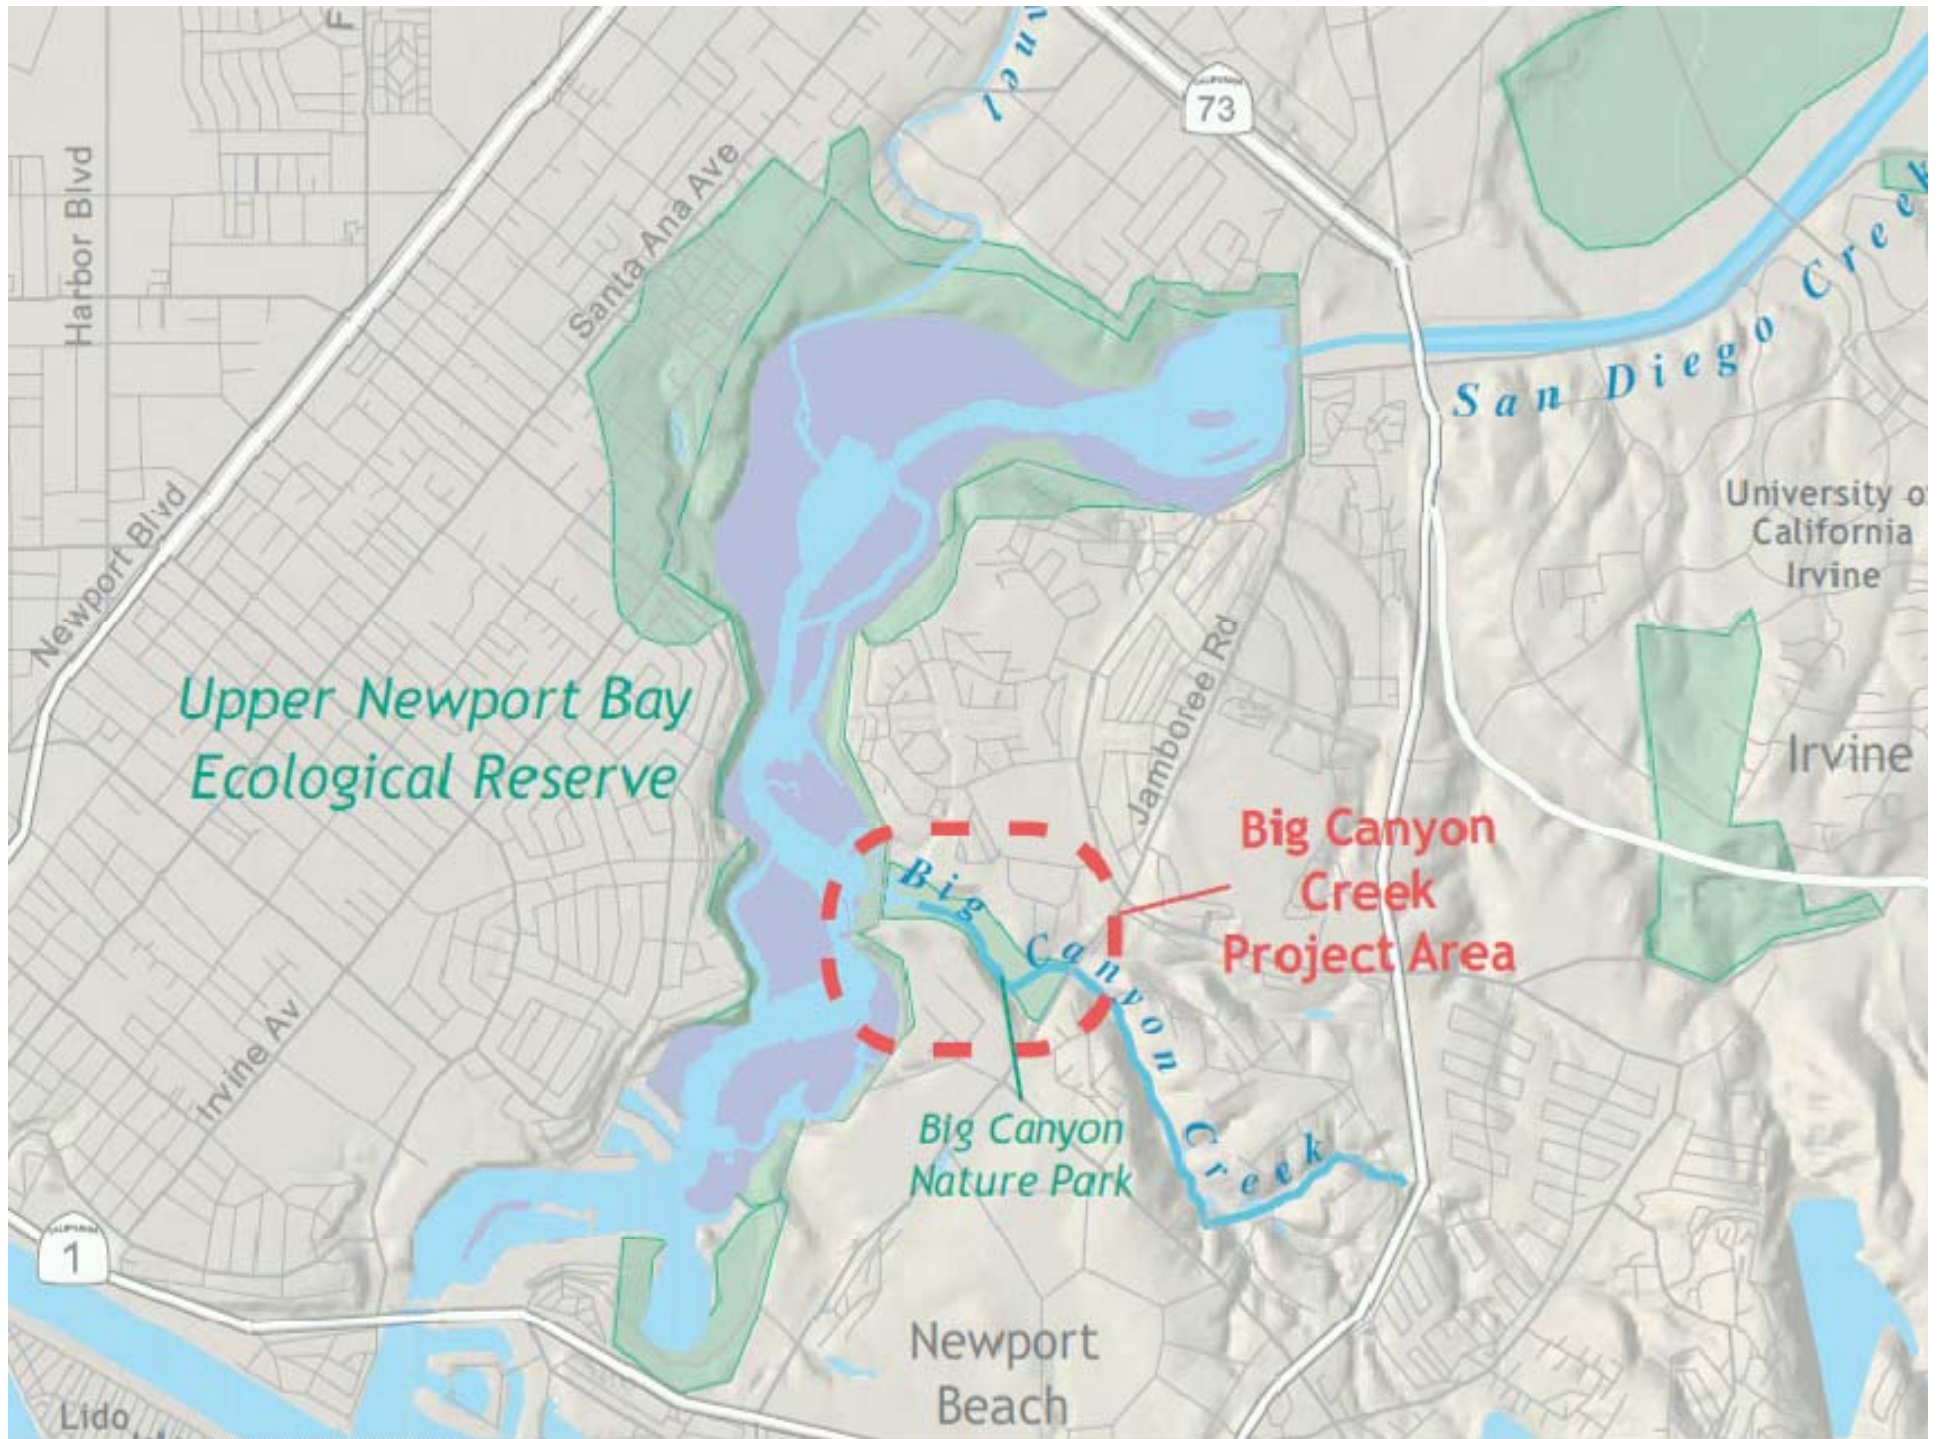 73
Harbor Blvd
Santa Ana Ave
San Diego Creek
Newport Blvd
University of
California
Irvine
Upper Newport Bay
Ecological Reserve
Jamboree Rd
Irvine
Big Canyon
Creek
Project Area
Big Canyon Creek
Irvine Av
Big Canyon
Nature Park
CALIFORNIA
1
Newport
Beach
Lido